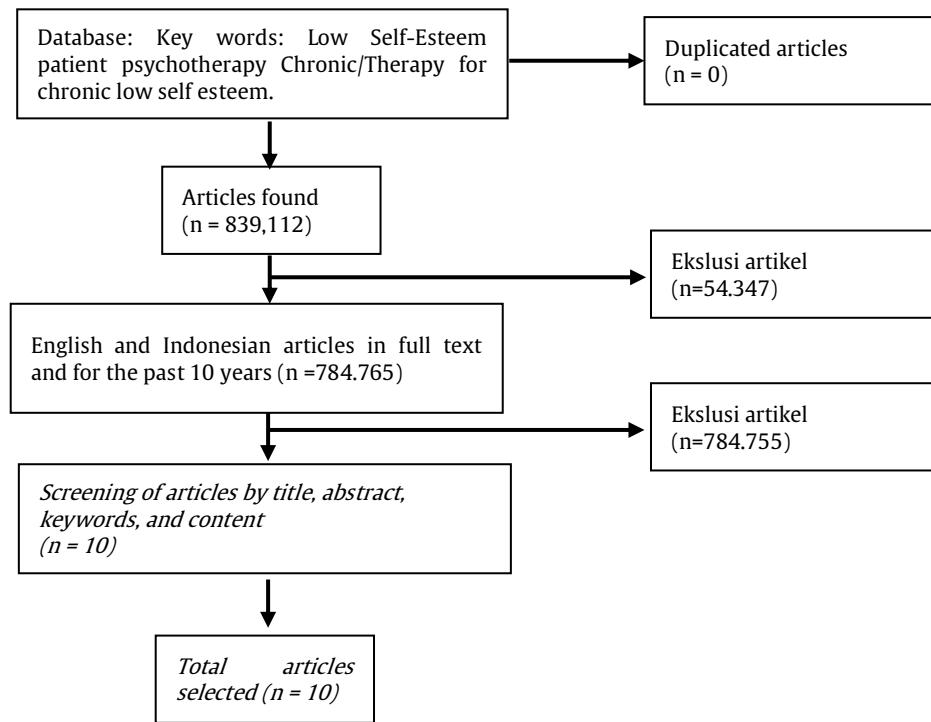 Database: Key words: Low Self-Esteem
patient psychotherapy Chronic/Therapy for
chronic low self esteem.
Duplicated articles
(n = 0)
Articles found
(n = 839,112)
Ekslusi artikel
(n=54.347)
English and Indonesian articles in full text
and for the past 10 years (n =784.765)
Ekslusi artikel
(n=784.755)
Screening of articles by title, abstract,
keywords, and content
(n = 10)
Total articles
selected (n = 10)